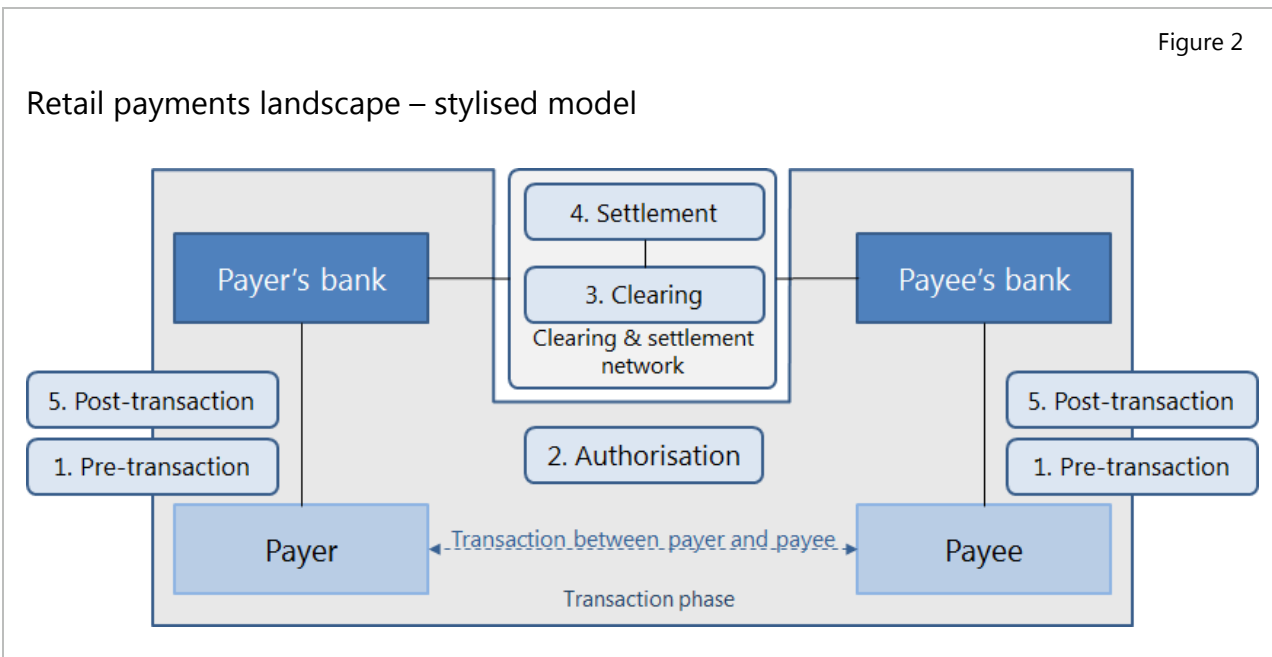 Figure 2
Retail payments landscape – stylised model
4. Settlement
Payer's bank
3. Clearing
Payee's bank
Clearing & settlement
network
5. Post-transaction
5. Post-transaction
2. Authorisation
1. Pre-transaction
1. Pre-transaction
Payer
Transaction between payer and payee
Payee
Transaction phase